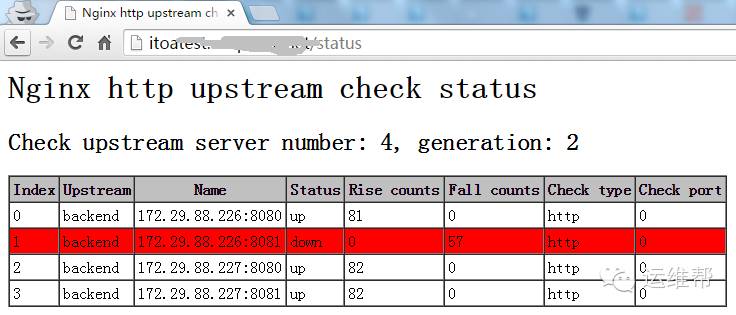 Nginx http upstream ch
itoatest. et/status
Nginx http upstream check status
Check upstream server number: 4, generation: 2
Index Upstream Name Status Rise counts Fall counts Check type Check port
0 backend 172.29.88.226:8080 up 81 0 http 0
1 backend 172.29.88.226:8081 down 0 57 http 0
2 backend 172.29.88.227:8080 up 82 0 http 0
3 backend 172.29.88.227:8081 up 82 0 http 0
运维帮